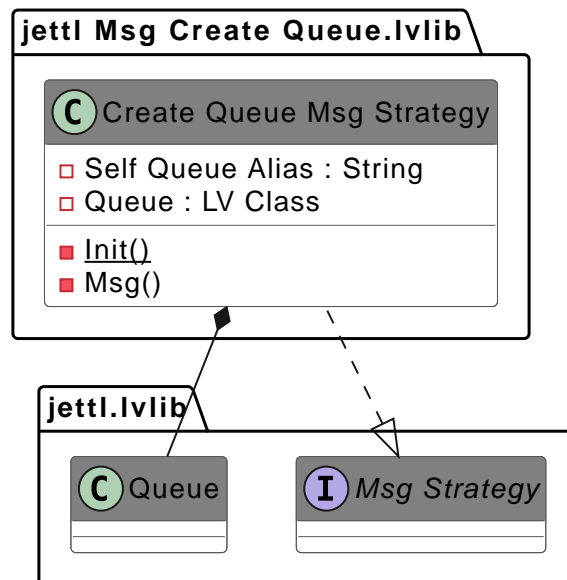 jettl Msg Create Queue.lvlib
C Create Queue Msg Strategy
Self Queue Alias : String
Queue : LV Class
Init()
Msg()
jettl.lvlib
C Queue
I Msg Strategy